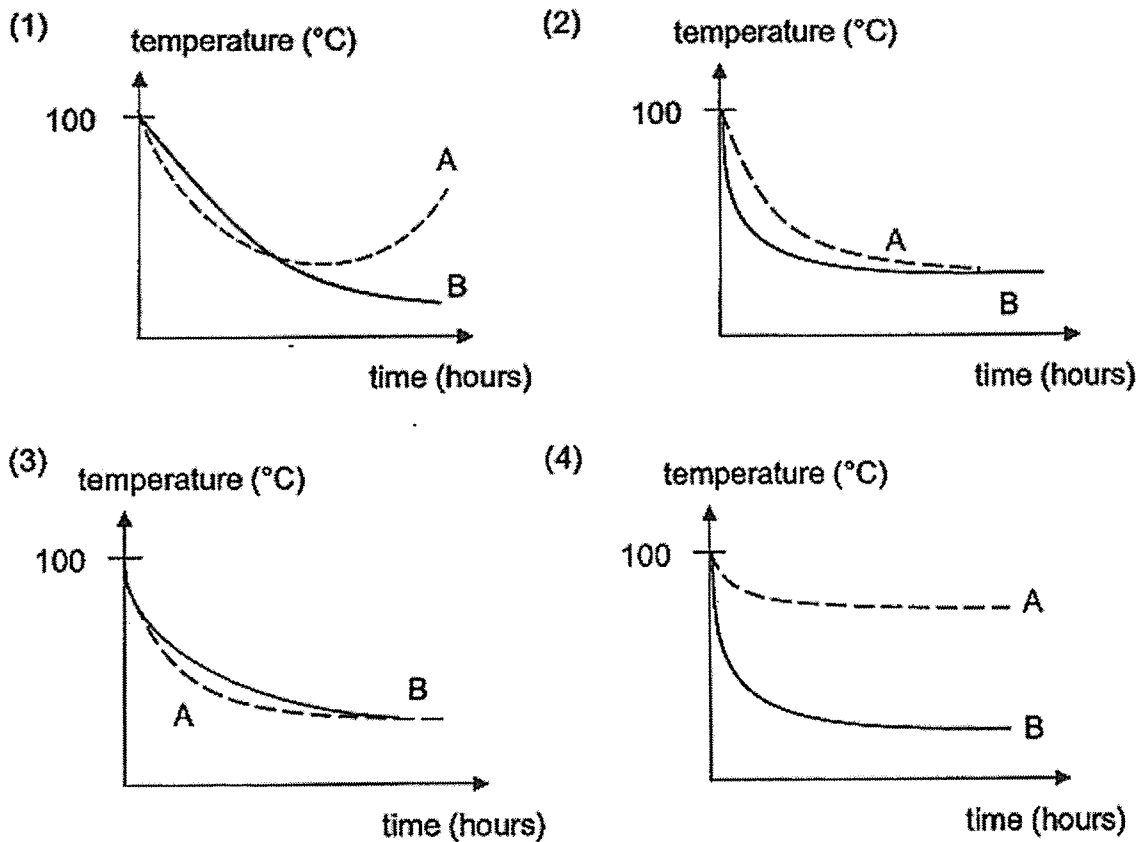 (1)
temperature (°C)
100
A
B
time (hours)
(2)
temperature (°C)
100
A
B
time (hours)
(3)
temperature (°C)
100
B
A
time (hours)
(4)
temperature (°C)
100
A
B
time (hours)